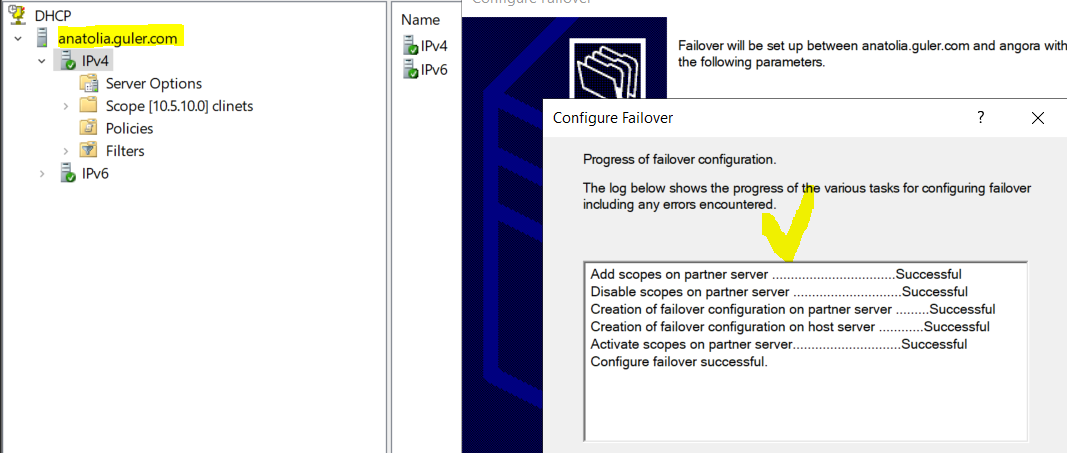 DHCP
anatolia.guler.com
IPv4
Server Options
Scope [10.5.10.0] clinets
Policies
Filters
IPv6
Name
IPv4
IPv6
Configure Failover
Failover will be set up between anatolia.guler.com and angora with
the following parameters.
Configure Failover
?
Progress of failover configuration.
The log below shows the progress of the various tasks for configuring failover
including any errors encountered.
Add scopes on partner server .................................Successful
Disable scopes on partner server .............................Successful
Creation of failover configuration on partner server .........Successful
Creation of failover configuration on host server ............Successful
Activate scopes on partner server.............................Successful
Configure failover successful.